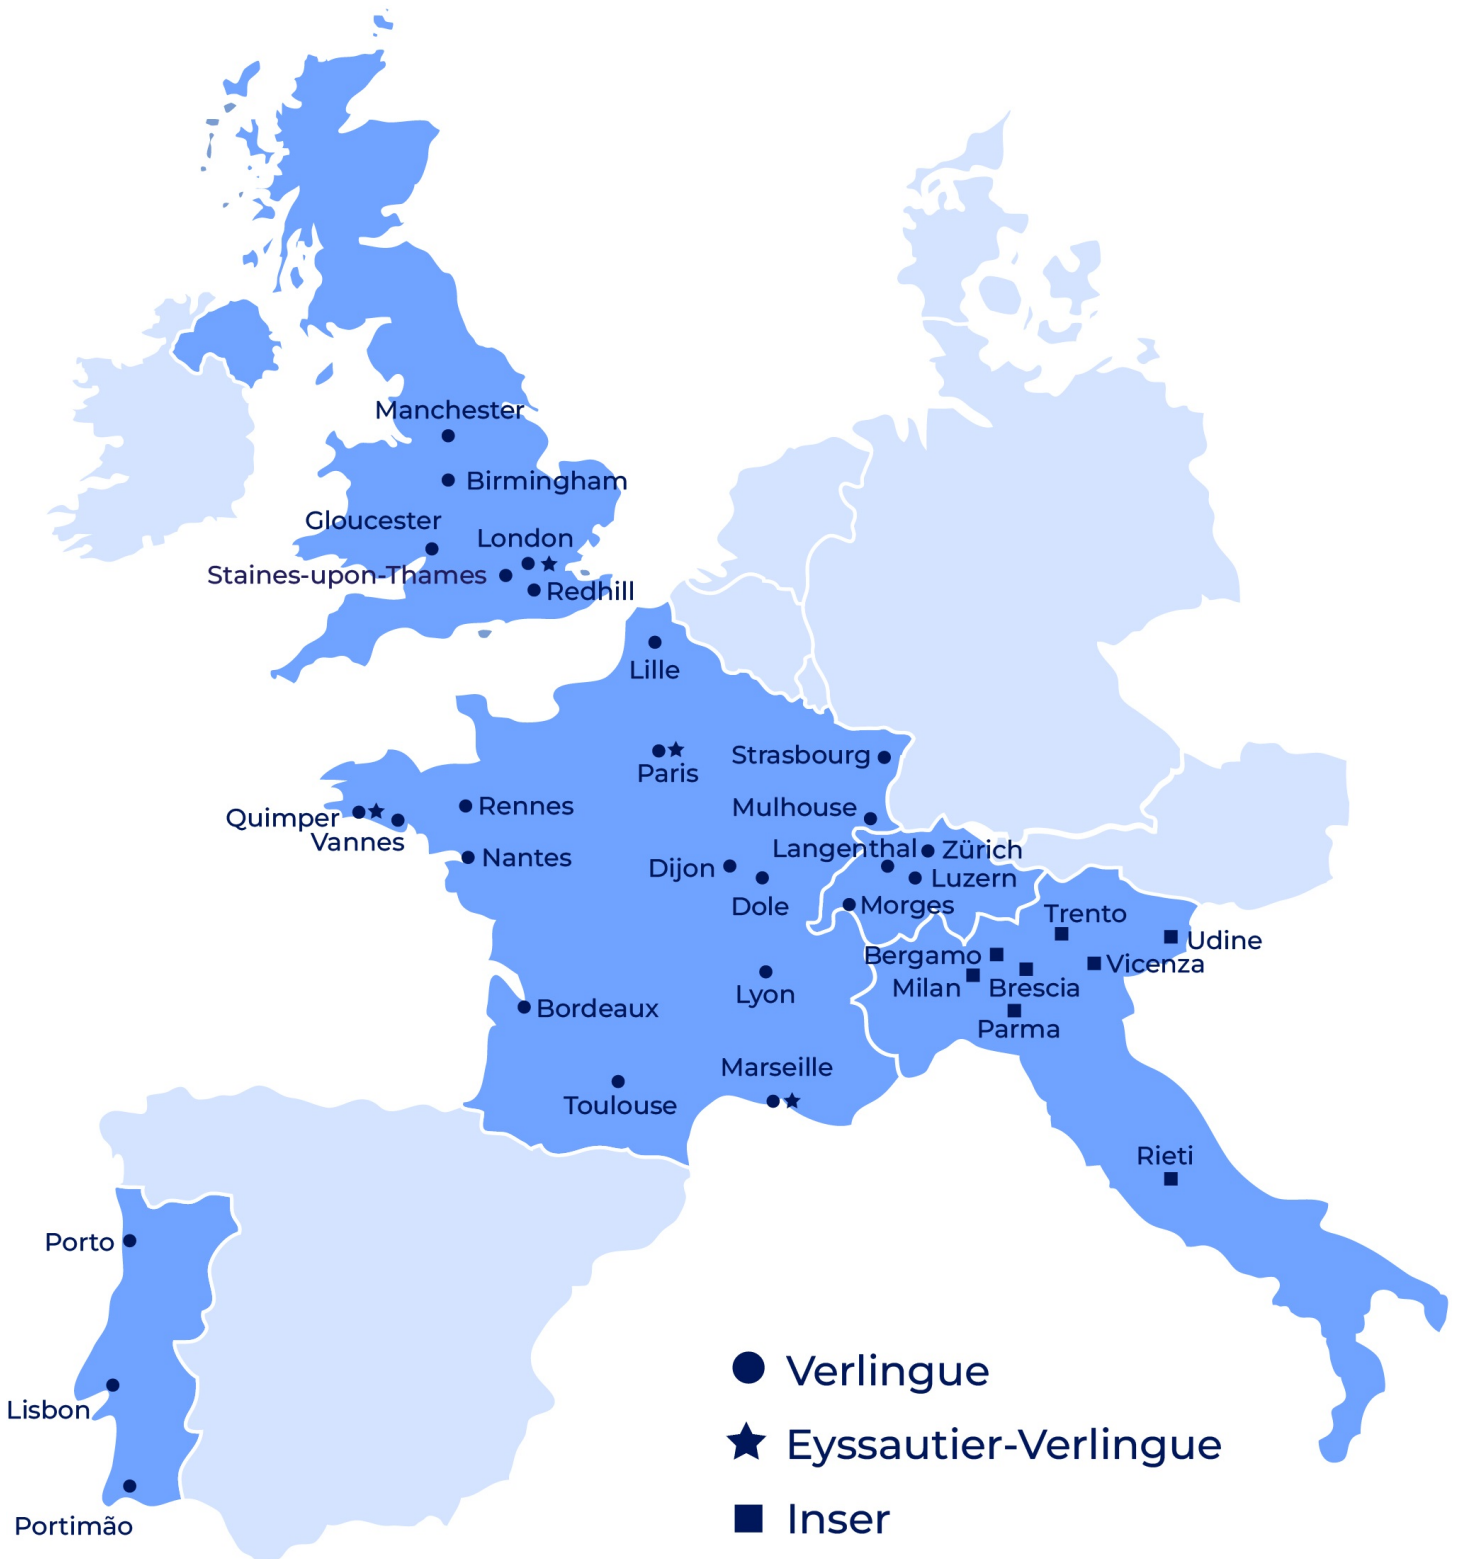 Manchester
Birmingham
Gloucester
London
Staines-upon-Thames
Redhill
Lille
Paris
Strasbourg
Quimper
Rennes
Mulhouse
Vannes
Nantes
Langenthal
Zürich
Dijon
Luzern
Dole
Morges
Trento
Udine
Bergamo
Vicenza
Milan
Brescia
Lyon
Bordeaux
Parma
Marseille
Toulouse
Rieti
Porto
Lisbon
Portimão
Verlingue
Eyssautier-Verlingue
Inser